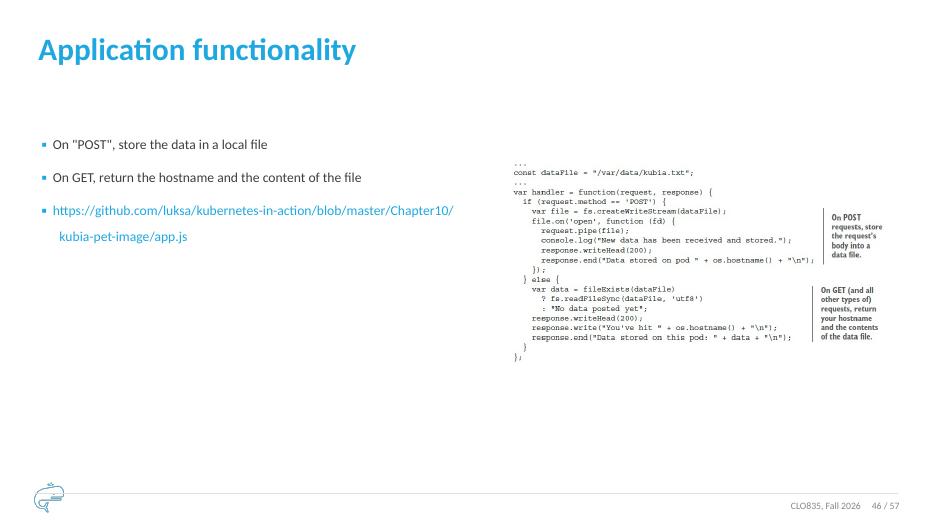 Application functionality
On "POST", store the data in a local file
On GET, return the hostname and the content of the file
https://github.com/luksa/kubernetes-in-action/blob/master/Chapter10/
kubia-pet-image/app.js
...
const dataFile = "/var/data/kubia.txt";
...
var handler = function(request, response) {
  if (request.method == 'POST') {
    var file = fs.createWriteStream(dataFile);
    file.on('open', function (fd) {
      request.pipe(file);
      console.log("New data has been received and stored.");
      response.writeHead(200);
      response.end("Data stored on pod " + os.hostname() + "\n");
    });
  } else {
    var data = fileExists(dataFile)
      ? fs.readFileSync(dataFile, 'utf8')
      : "No data posted yet";
    response.writeHead(200);
    response.write("You've hit " + os.hostname() + "\n");
    response.end("Data stored on this pod: " + data + "\n");
  }
};
On POST
requests, store
the request's
body into a
data file.
On GET (and all
other types of)
requests, return
your hostname
and the contents
of the data file.
CLO835, Fall 2026 46 / 57